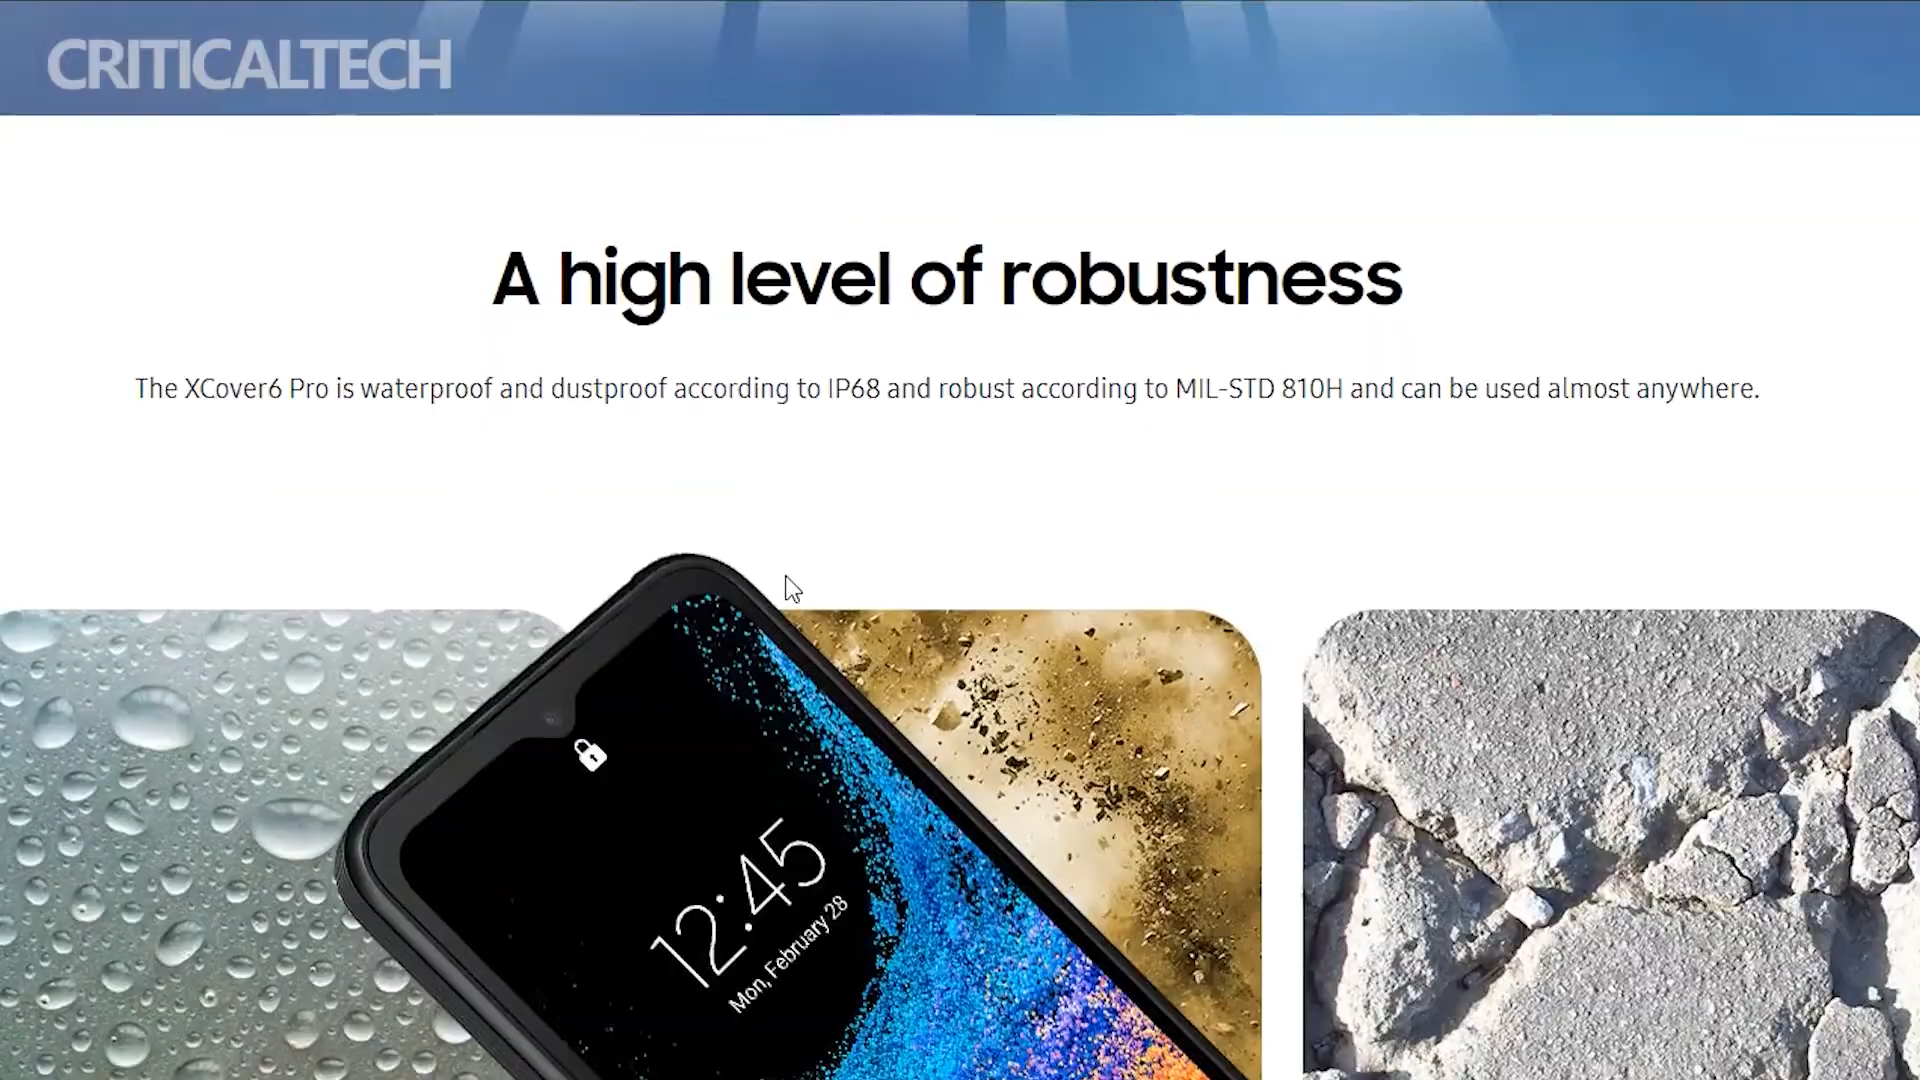 CRITICALTECH
A high level of robustness
The XCover6 Pro is waterproof and dustproof according to IP68 and robust according to MIL-STD 810H and can be used almost anywhere.
12:45
Mon, February 28